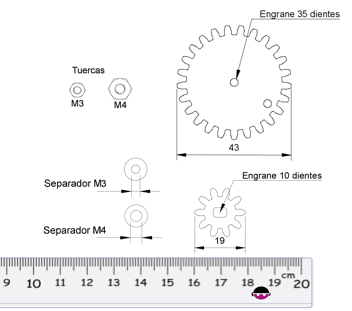 Engrane 35 dientes
Tuercas
M3 M4
43
Separador M3
Engrane 10 dientes
Separador M4
19
cm
9 10 11 12 13 14 15 16 17 18 19 20